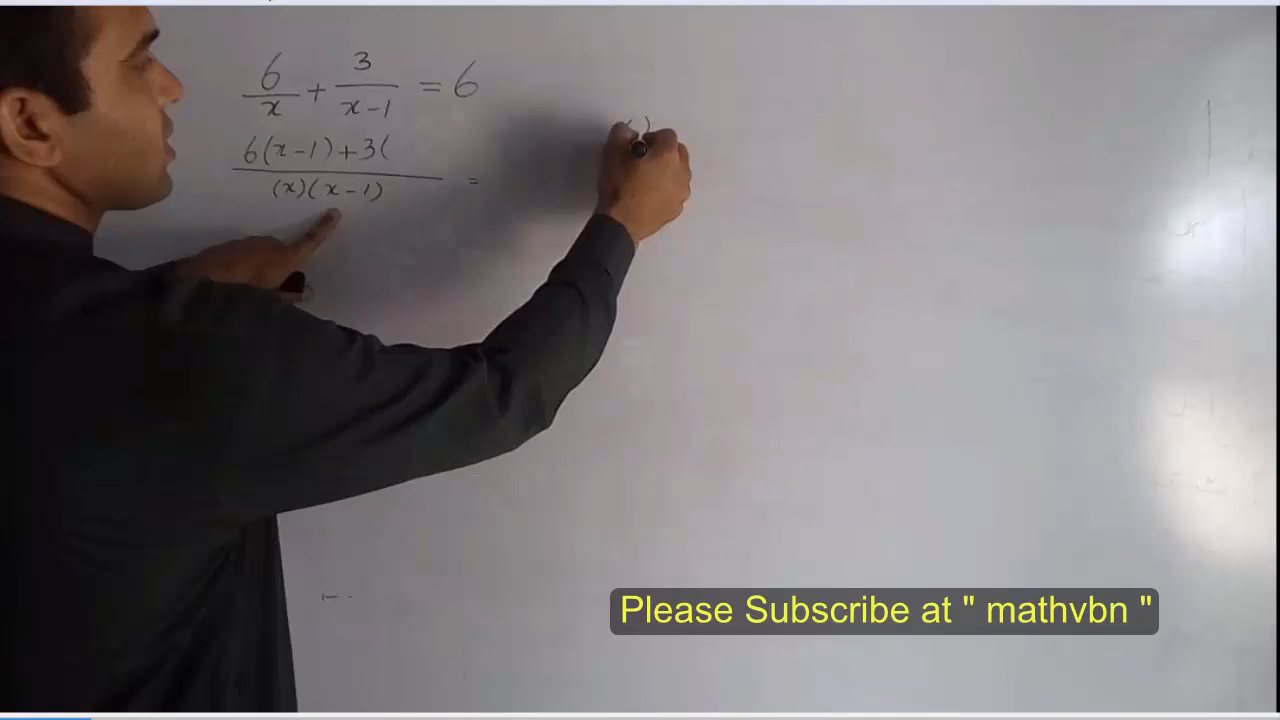 6/x + 3/(x-1) = 6
6(x-1)+3( / (x)(x-1) =
( )
Please Subscribe at " mathvbn "